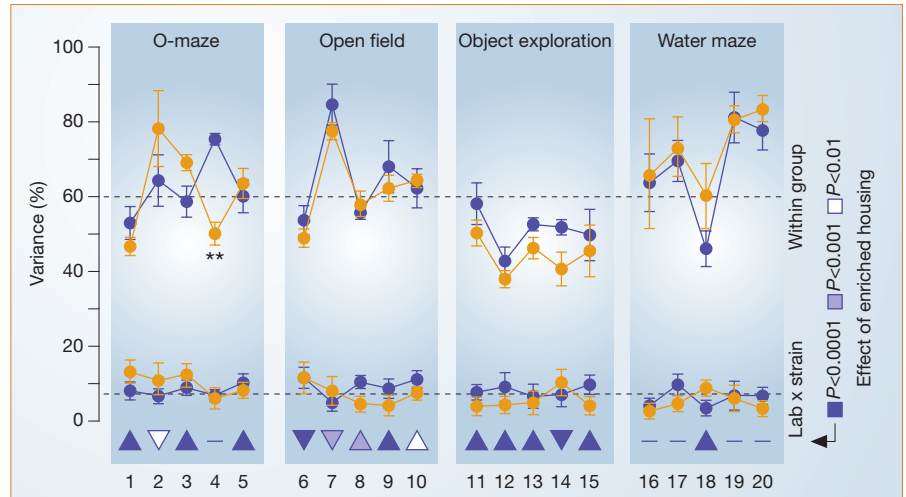 O-maze Open field Object exploration Water maze
100
80
60
40
20
0
Variance (%)
**
Within group
Lab x strain
P<0.0001 P<0.001 P<0.01
Effect of enriched housing
1 2 3 4 5 6 7 8 9 10 11 12 13 14 15 16 17 18 19 20